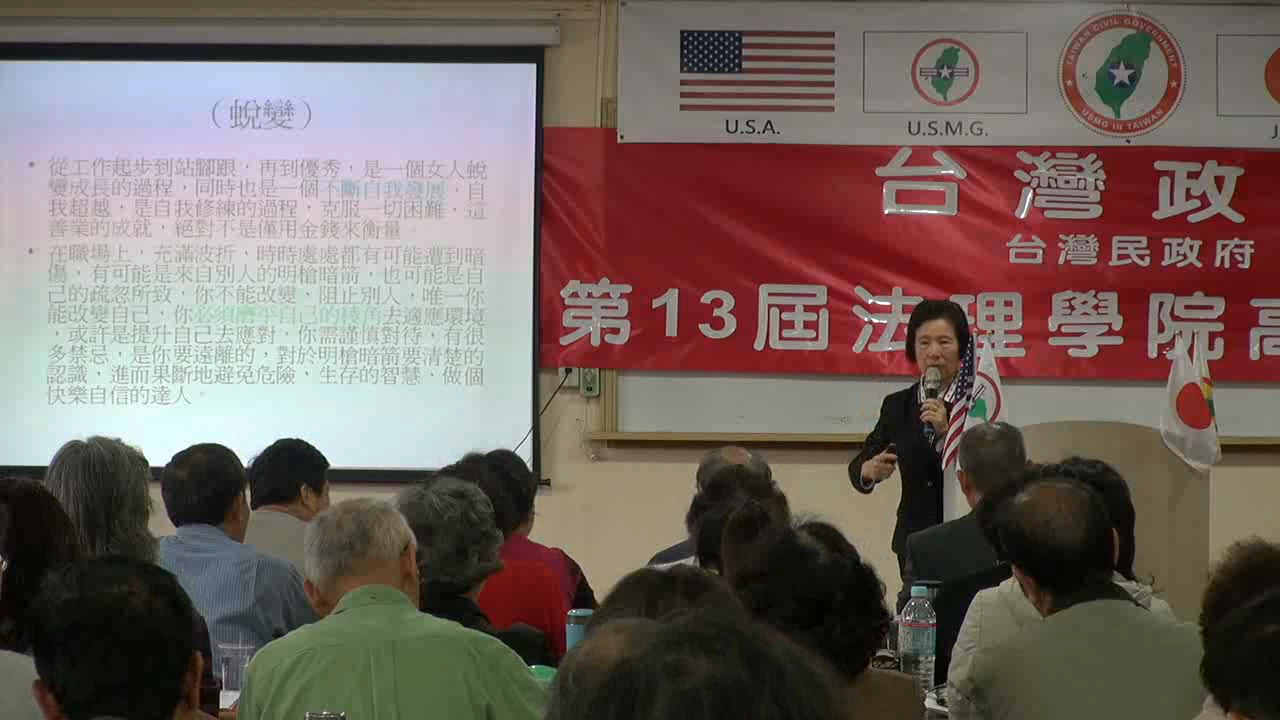 （蛻變）
• 從工作起步到站腳跟，再到優秀，是一個女人蛻
變成長的過程，同時也是一個不斷自我發展，自
我超越，是自我修練的過程，克服一切困難，這
善業的成就，絕對不是僅用金錢來衡量。
• 在職場上，充滿波折，時時處處都有可能遭到暗
傷，有可能是來自別人的明槍暗箭，也可能是自
己的疏忽所致，你不能改變、阻止別人，唯一你
能改變自己，你必須磨平自己的稜角去適應環境
，或許是提升自己去應對，你需謹慎對待，有很
多禁忌，是你要遠離的，對於明槍暗箭要清楚的
認識，進而果斷地避免危險，生存的智慧，做個
快樂自信的達人。
U.S.A.
U.S.M.G.
TAIWAN CIVIL GOVERNMENT
USMG IN TAIWAN
J
台灣政
台灣民政府
第13屆法理學院高